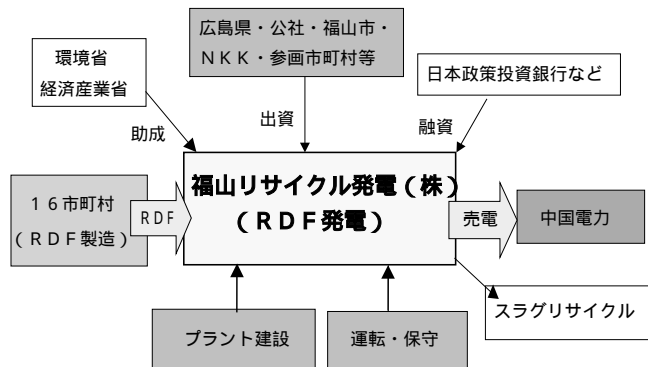 環境省
経済産業省
広島県・公社・福山市・
NKK・参画市町村等
日本政策投資銀行など
助成
出資
融資
16市町村
(RDF製造)
RDF
福山リサイクル発電(株)
(RDF発電)
売電
中国電力
スラグリサイクル
プラント建設
運転・保守